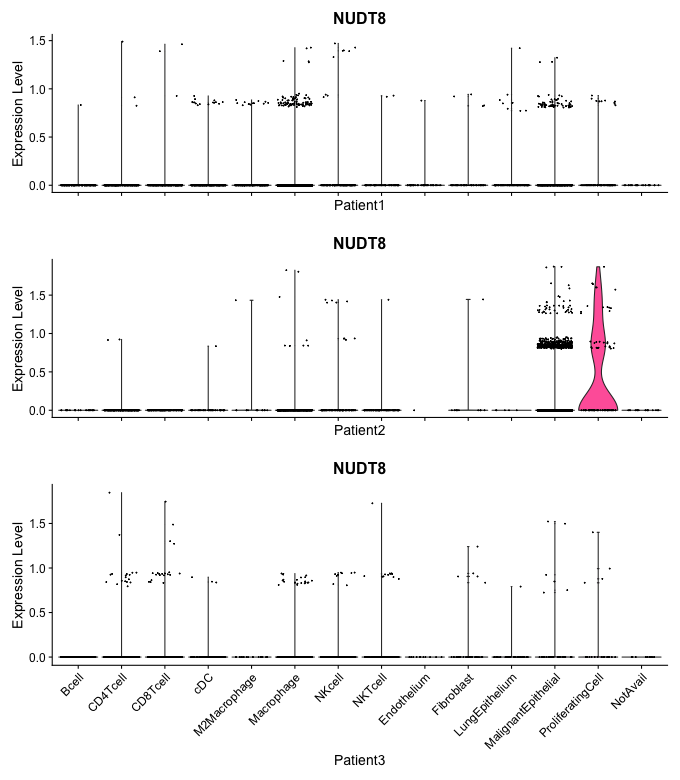 NUDT8
Expression Level
1.5
1.0
0.5
0.0
Patient1
NUDT8
Expression Level
1.5
1.0
0.5
0.0
Patient2
NUDT8
Expression Level
1.5
1.0
0.5
0.0
Bcell
CD4Tcell
CD8Tcell
cDC
M2Macrophage
Macrophage
NKcell
NKTcell
Endothelium
Fibroblast
LungEpithelium
MalignantEpithelial
ProliferatingCell
NotAvail
Patient3